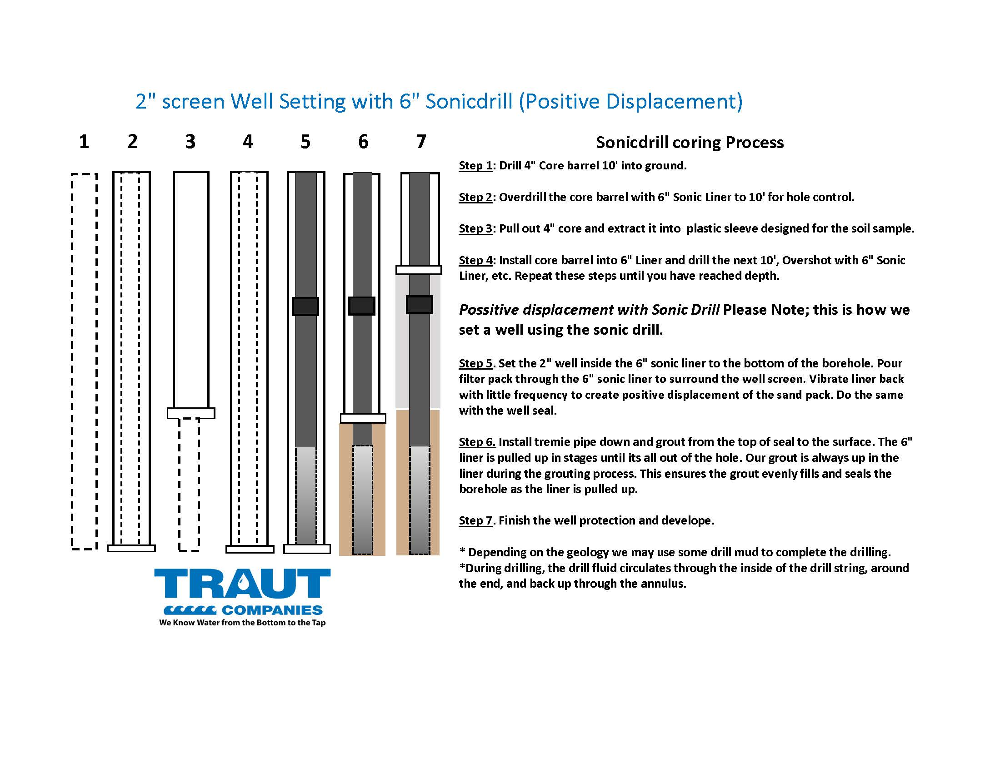 2" screen Well Setting with 6" Sonicdrill (Positive Displacement)
1 2 3 4 5 6 7
Sonicdrill coring Process
Step 1: Drill 4" Core barrel 10' into ground.
Step 2: Overdrill the core barrel with 6" Sonic Liner to 10' for hole control.
Step 3: Pull out 4" core and extract it into  plastic sleeve designed for the soil sample.
Step 4: Install core barrel into 6" Liner and drill the next 10', Overshot with 6" Sonic
Liner, etc. Repeat these steps until you have reached depth.
Possitive displacement with Sonic Drill Please Note; this is how we
set a well using the sonic drill.
Step 5. Set the 2" well inside the 6" sonic liner to the bottom of the borehole. Pour
filter pack through the 6" sonic liner to surround the well screen. Vibrate liner back
with little frequency to create positive displacement of the sand pack. Do the same
with the well seal.
Step 6. Install tremie pipe down and grout from the top of seal to the surface. The 6"
liner is pulled up in stages until its all out of the hole. Our grout is always up in the
liner during the grouting process. This ensures the grout evenly fills and seals the
borehole as the liner is pulled up.
Step 7. Finish the well protection and develope.
* Depending on the geology we may use some drill mud to complete the drilling.
*During drilling, the drill fluid circulates through the inside of the drill string, around
the end, and back up through the annulus.
TRAUT
COMPANIES
We Know Water from the Bottom to the Tap